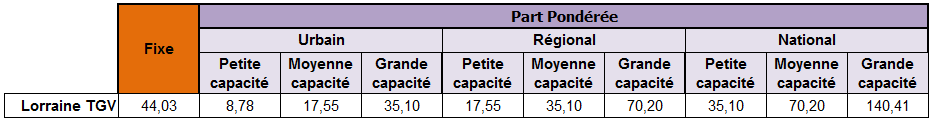 Part Pondérée
Fixe
Urbain Régional National
Petite capacité Moyenne capacité Grande capacité Petite capacité Moyenne capacité Grande capacité Petite capacité Moyenne capacité Grande capacité
Lorraine TGV 44,03 8,78 17,55 35,10 17,55 35,10 70,20 35,10 70,20 140,41